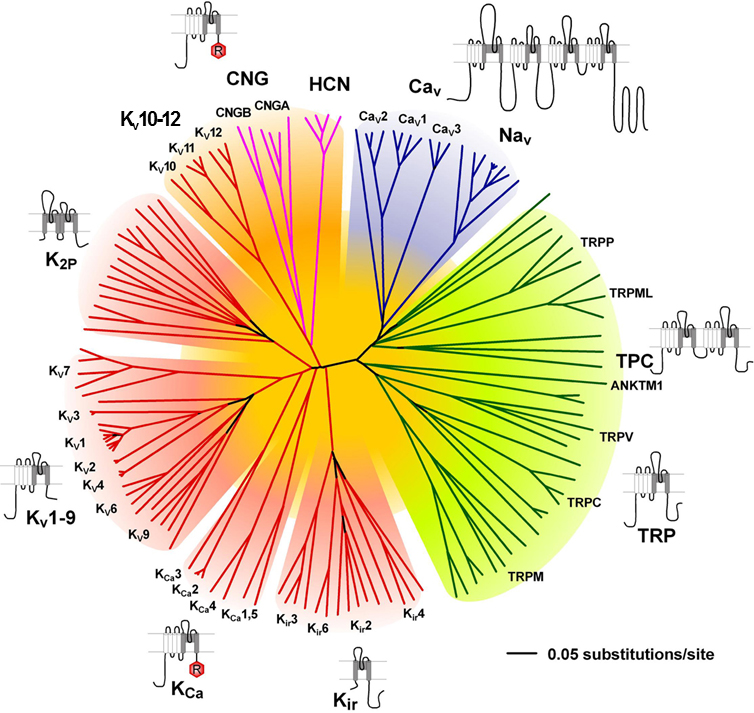 R
CNG
HCN
Caᵥ
Kᵥ10-12
CNGB
CNGA
Caᵥ2
Caᵥ1
Caᵥ3
Naᵥ
Kᵥ12
Kᵥ11
Kᵥ10
K₂P
TRPP
TRPML
TPC
ANKTM1
Kᵥ7
Kᵥ3
Kᵥ1
Kᵥ2
Kᵥ4
Kᵥ6
Kᵥ9
Kᵥ1-9
TRPV
TRPC
TRP
TRPM
KCa3
KCa2
KCa4
KCa1,5
Kir3
Kir6
Kir2
Kir4
R
KCa
Kir
0.05 substitutions/site